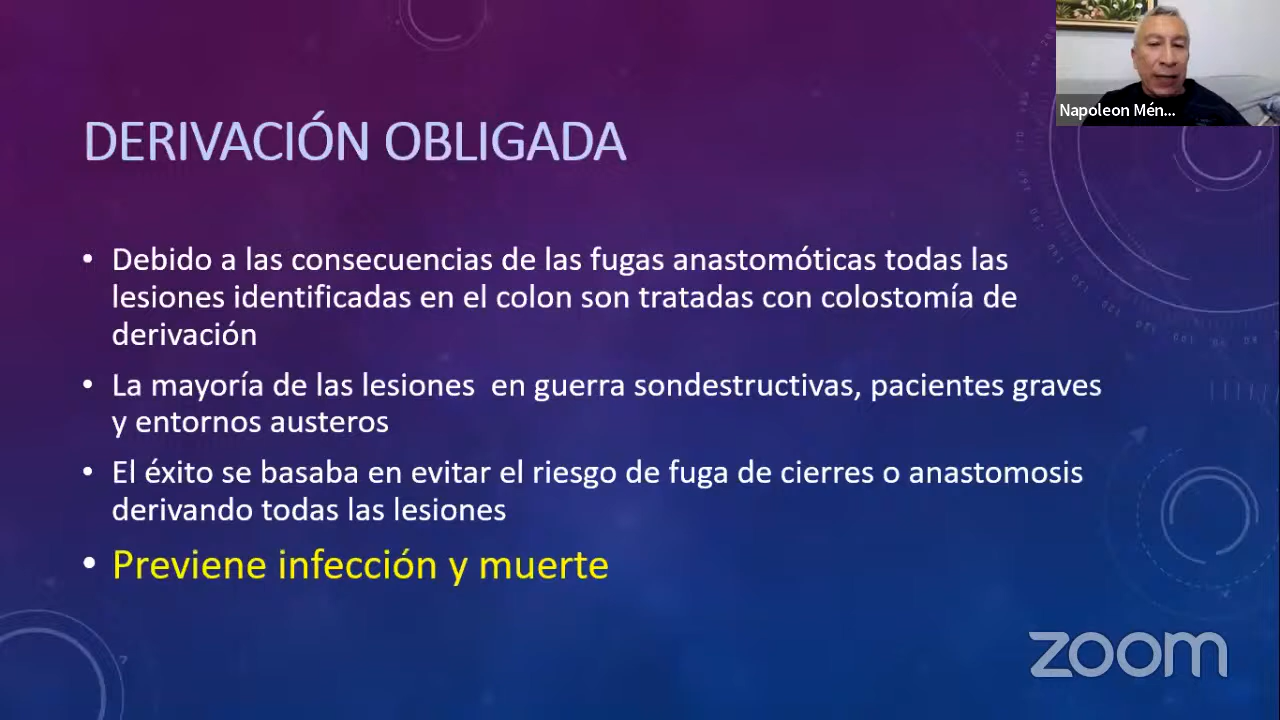 Napoleon Mén...
DERIVACIÓN OBLIGADA
• Debido a las consecuencias de las fugas anastomóticas todas las
lesiones identificadas en el colon son tratadas con colostomía de
derivación
• La mayoría de las lesiones en guerra sondestructivas, pacientes graves
y entornos austeros
• El éxito se basaba en evitar el riesgo de fuga de cierres o anastomosis
derivando todas las lesiones
• Previene infección y muerte
zoom